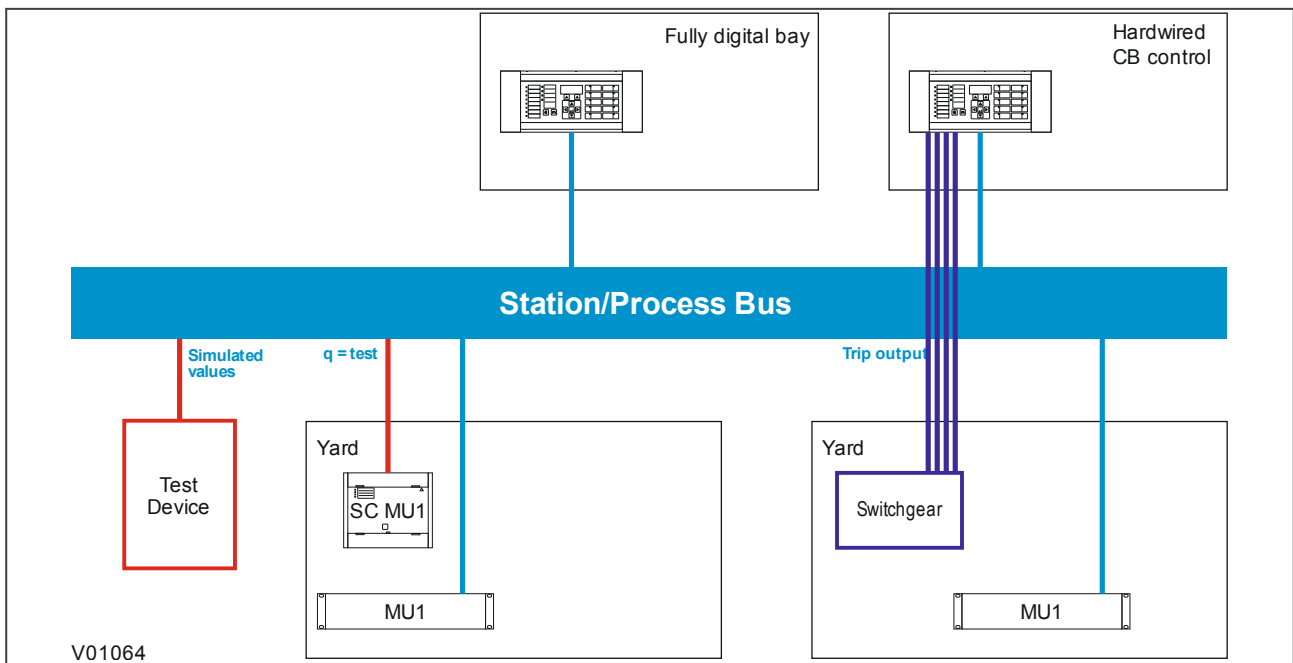 Fully digital bay
Hardwired
CB control
Station/Process Bus
Simulated
values
q = test
Trip output
Test
Device
Yard
SC MU1
MU1
Yard
Switchgear
MU1
V01064